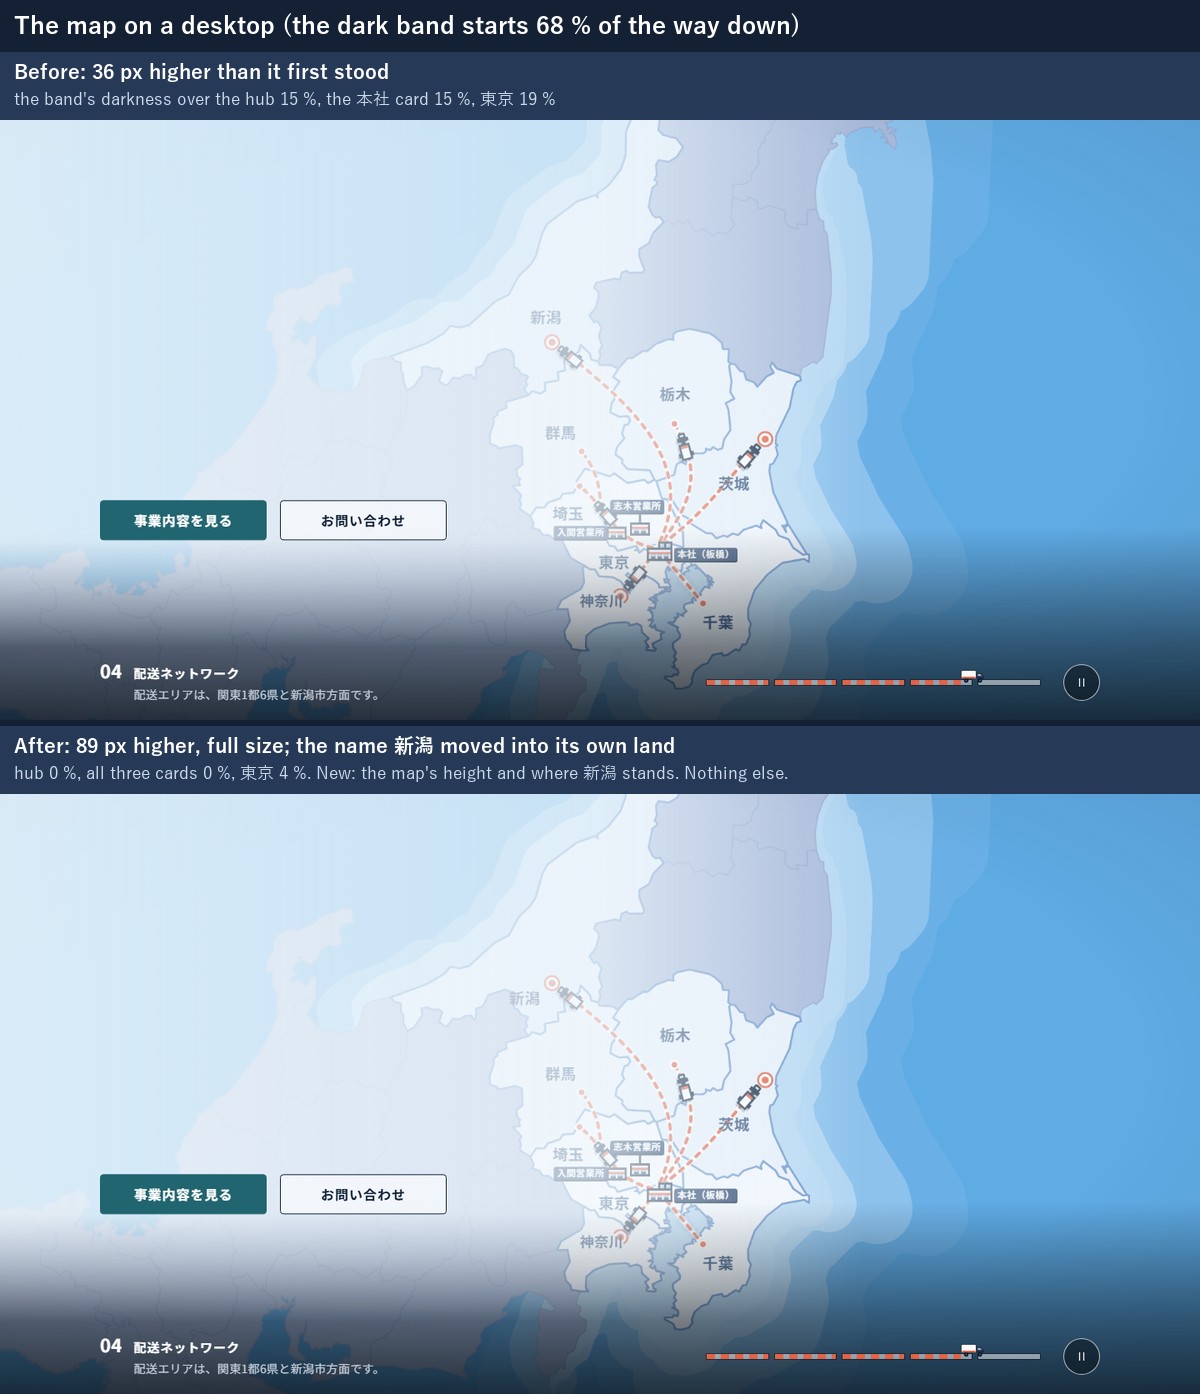 The map on a desktop (the dark band starts 68 % of the way down)
Before: 36 px higher than it first stood
the band's darkness over the hub 15 %, the 本社 card 15 %, 東京 19 %
新潟
栃木
群馬
茨城
埼玉
志木営業所
入間営業所
本社（板橋）
東京
神奈川
千葉
事業内容を見る
お問い合わせ
04 配送ネットワーク
配送エリアは、関東1都6県と新潟市方面です。
After: 89 px higher, full size; the name 新潟 moved into its own land
hub 0 %, all three cards 0 %, 東京 4 %. New: the map's height and where 新潟 stands. Nothing else.
新潟
栃木
群馬
茨城
埼玉
志木営業所
入間営業所
本社（板橋）
東京
神奈川
千葉
事業内容を見る
お問い合わせ
04 配送ネットワーク
配送エリアは、関東1都6県と新潟市方面です。